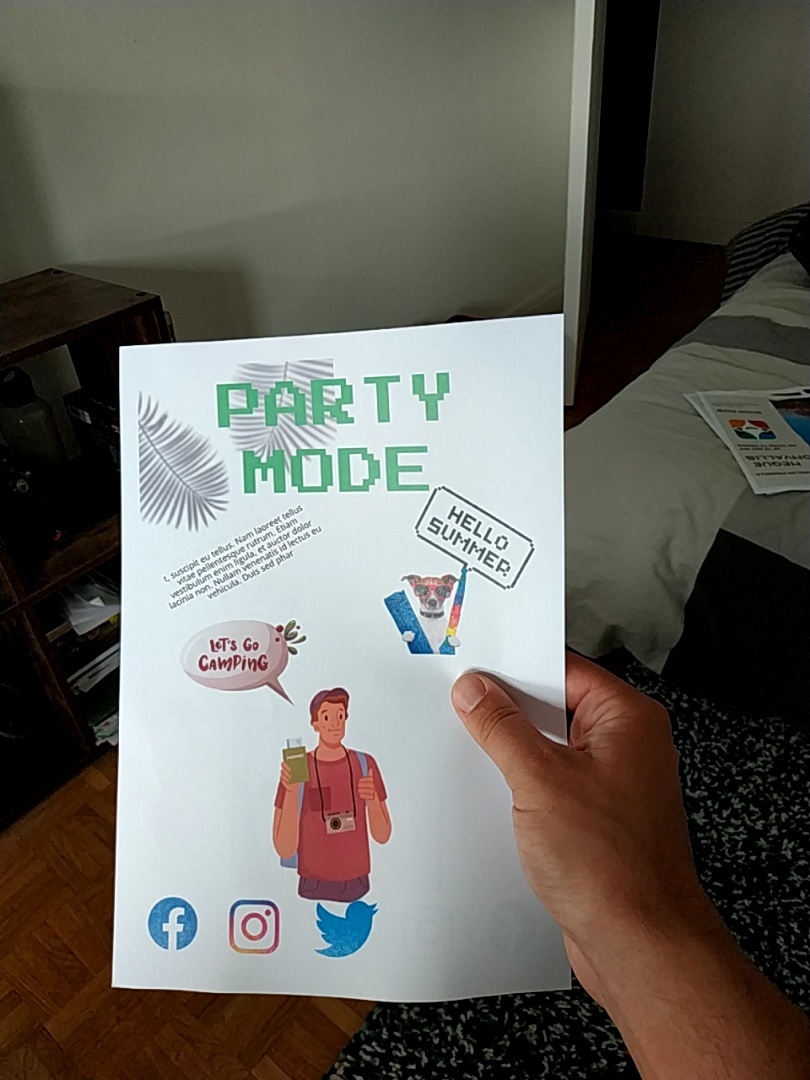 PARTY
MODE
HELLO
SUMMER
t, suscipit eu tellus. Nam laoreet tellus
vitae pellentesque rutrum. Etiam
vestibulum enim ligula, et auctor dolor
lacinia non. Nullam venenatis id lectus eu
vehicula. Duis sed phar
LET'S GO
CAMPING
NEQUE